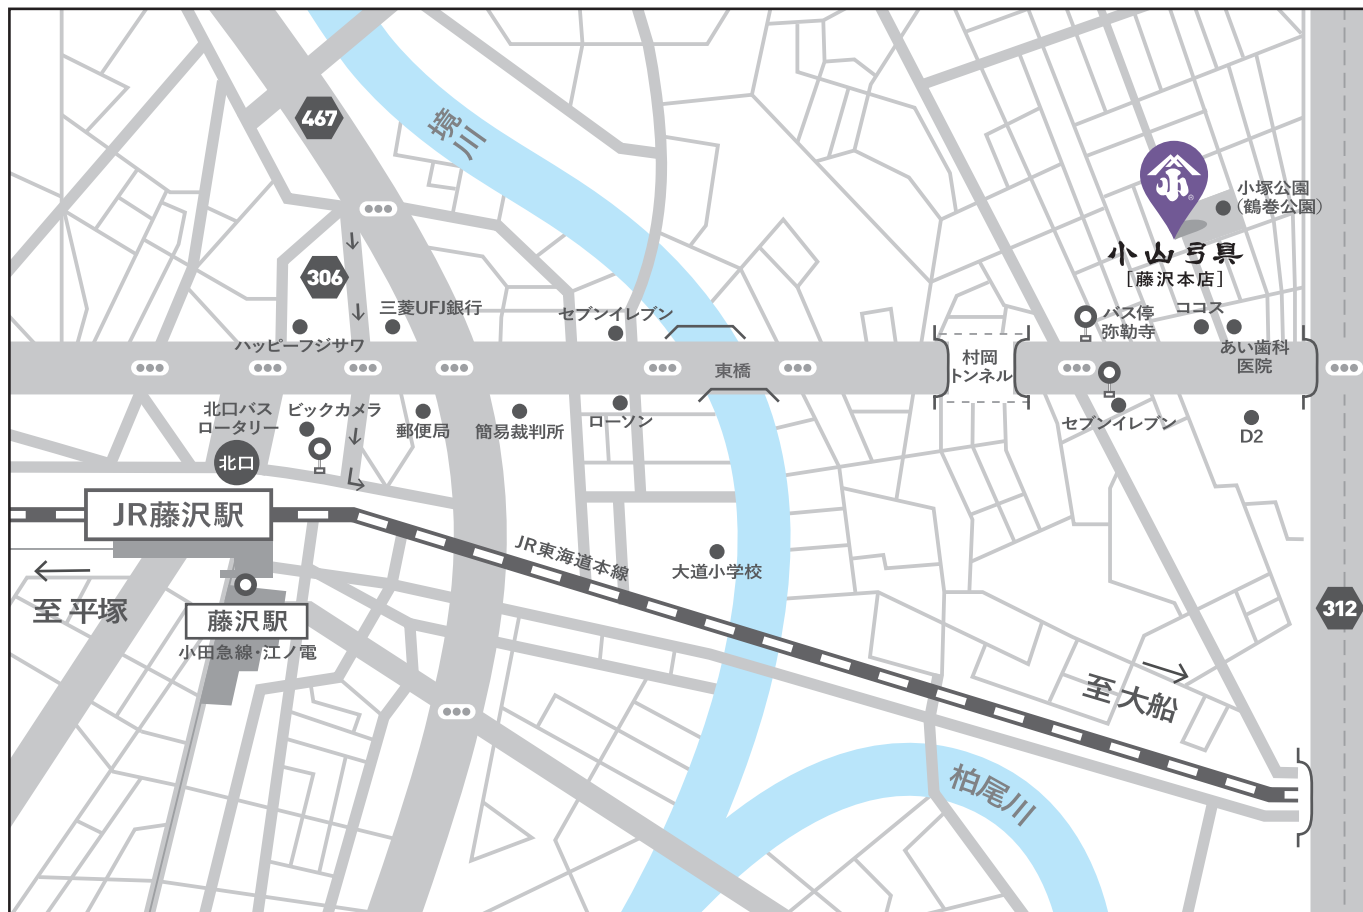 467
境川
小
小塚公園
(鶴巻公園)
小山弓具
[藤沢本店]
306
三菱UFJ銀行
セブンイレブン
バス停
弥勒寺
ココス
ハッピーフジサワ
あい歯科
医院
東橋
村岡
トンネル
北口バス
ロータリー
ビックカメラ
郵便局
簡易裁判所
ローソン
セブンイレブン
D2
北口
JR藤沢駅
JR東海道本線
大道小学校
至 平塚
藤沢駅
小田急線・江ノ電
312
至 大船
柏尾川